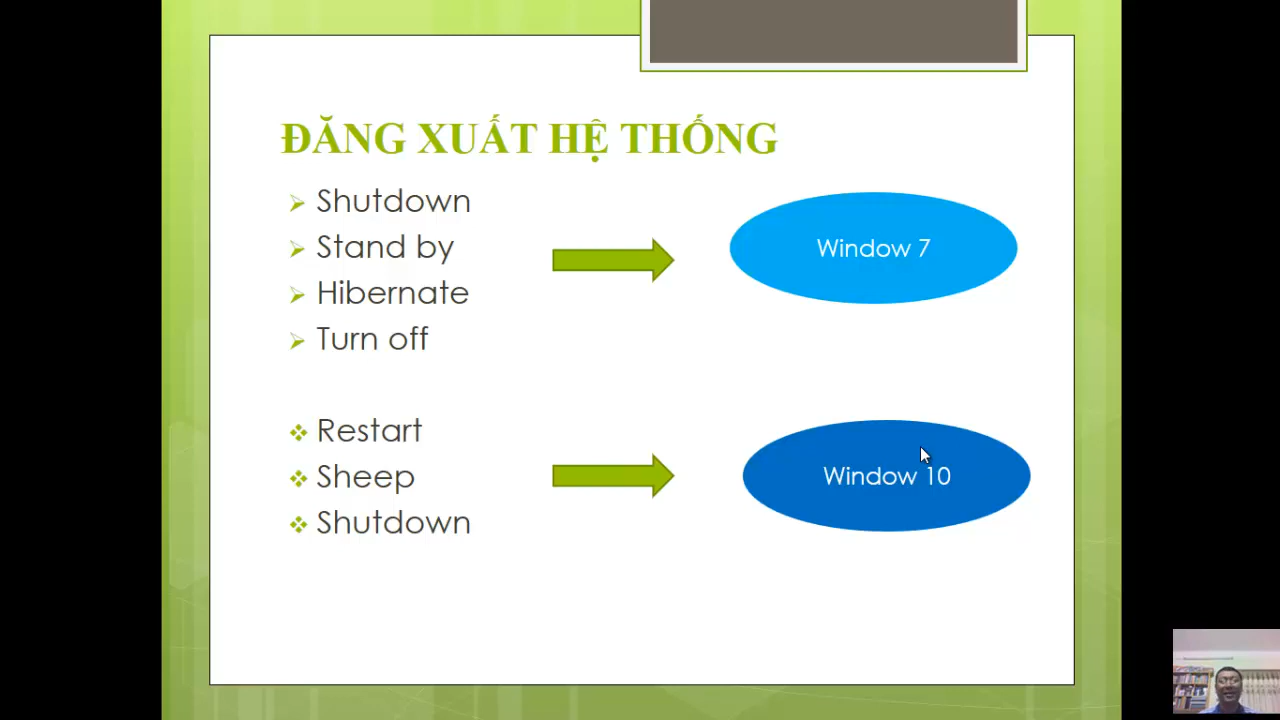 ĐĂNG XUẤT HỆ THỐNG
Shutdown
Stand by
Hibernate
Turn off
Window 7
Restart
Sheep
Shutdown
Window 10